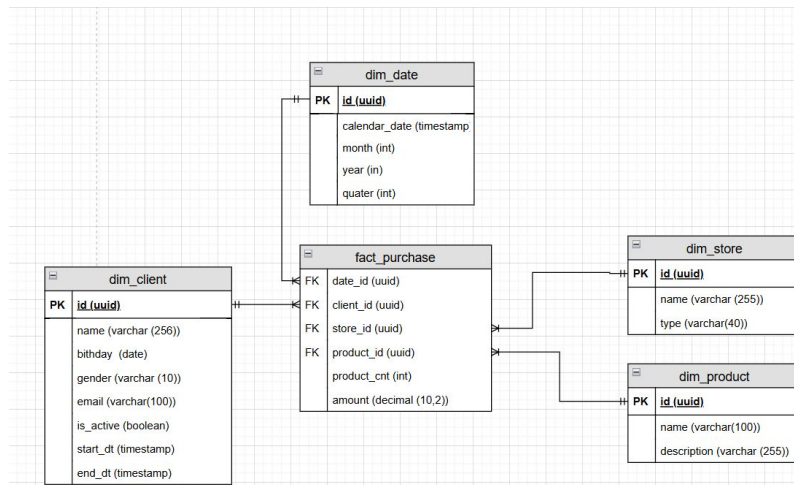 dim_date
PK id (uuid)
calendar_date (timestamp
month (int)
year (in)
quater (int)
fact_purchase
FK date_id (uuid)
FK client_id (uuid)
FK store_id (uuid)
FK product_id (uuid)
product_cnt (int)
amount (decimal (10,2))
dim_client
PK id (uuid)
name (varchar (256))
bithday (date)
gender (varchar (10))
email (varchar(100))
is_active (boolean)
start_dt (timestamp)
end_dt (timestamp)
dim_store
PK id (uuid)
name (varchar (255))
type (varchar(40))
dim_product
PK id (uuid)
name (varchar(100))
description (varchar (255))